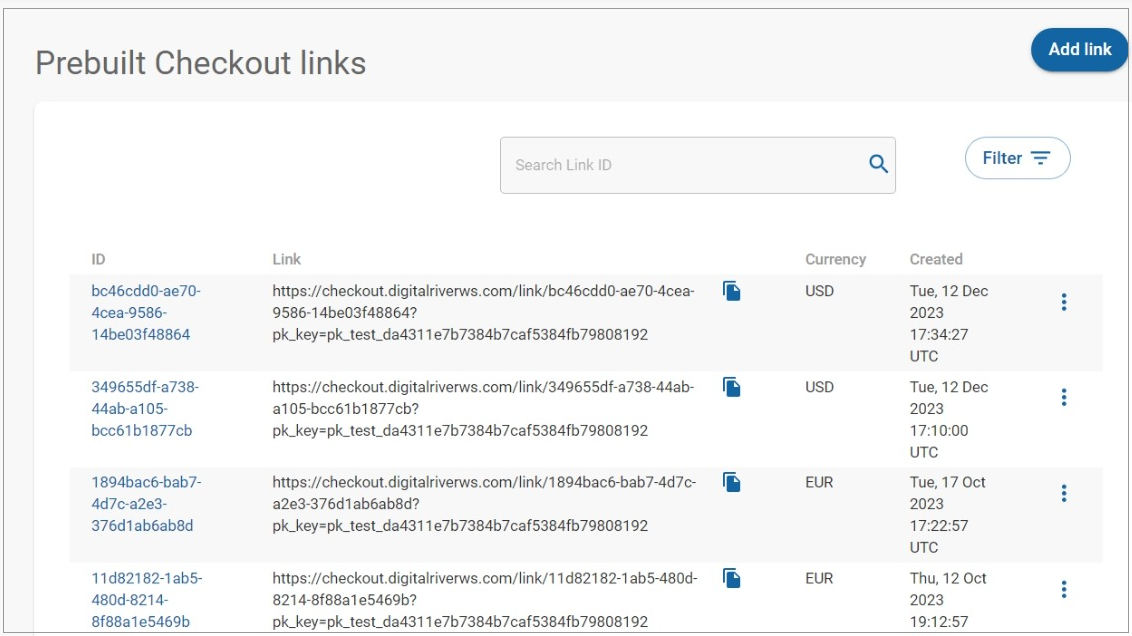 Prebuilt Checkout links
Add link
Search Link ID
Filter
ID
Link
Currency
Created
bc46cdd0-ae70-
4cea-9586-
14be03f48864
https://checkout.digitalriverws.com/link/bc46cdd0-ae70-4cea-
9586-14be03f48864?
pk_key=pk_test_da4311e7b7384b7caf5384fb79808192
USD
Tue, 12 Dec
2023
17:34:27
UTC
349655df-a738-
44ab-a105-
bcc61b1877cb
https://checkout.digitalriverws.com/link/349655df-a738-44ab-
a105-bcc61b1877cb?
pk_key=pk_test_da4311e7b7384b7caf5384fb79808192
USD
Tue, 12 Dec
2023
17:10:00
UTC
1894bac6-bab7-
4d7c-a2e3-
376d1ab6ab8d
https://checkout.digitalriverws.com/link/1894bac6-bab7-4d7c-
a2e3-376d1ab6ab8d?
pk_key=pk_test_da4311e7b7384b7caf5384fb79808192
EUR
Tue, 17 Oct
2023
17:22:57
UTC
11d82182-1ab5-
480d-8214-
8f88a1e5469b
https://checkout.digitalriverws.com/link/11d82182-1ab5-480d-
8214-8f88a1e5469b?
pk_key=pk_test_da4311e7b7384b7caf5384fb79808192
EUR
Thu, 12 Oct
2023
19:12:57